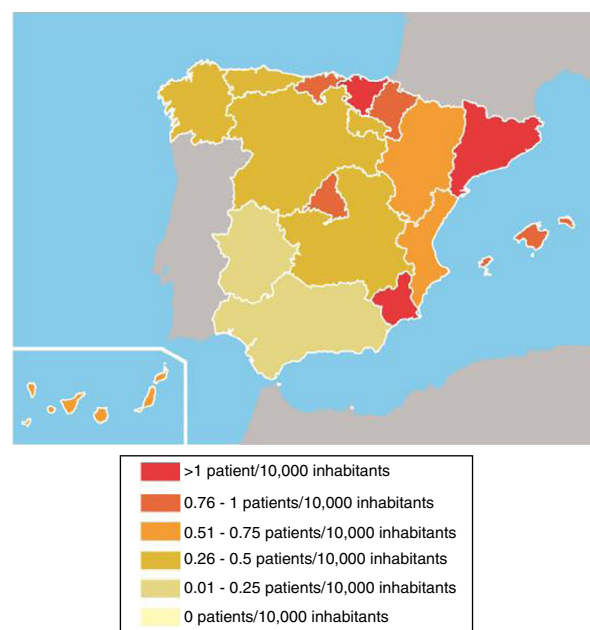 >1 patient/10,000 inhabitants
0.76 - 1 patients/10,000 inhabitants
0.51 - 0.75 patients/10,000 inhabitants
0.26 - 0.5 patients/10,000 inhabitants
0.01 - 0.25 patients/10,000 inhabitants
0 patients/10,000 inhabitants